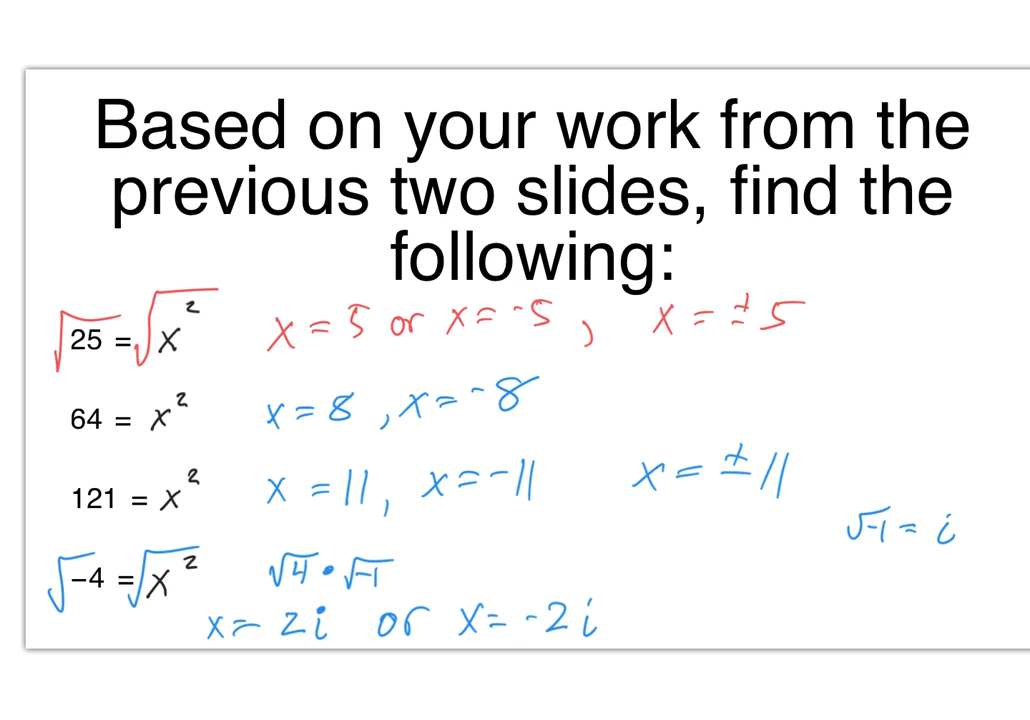 Based on your work from the
previous two slides, find the
following:
√25 = √x² x = 5 or x = -5 , x = ±5
64 = x² x = 8 , x = -8
121 = x² x = 11, x = -11 x = ±11
√-1 = i
√-4 = √x² √4 • √-1
x = 2i or x = -2i